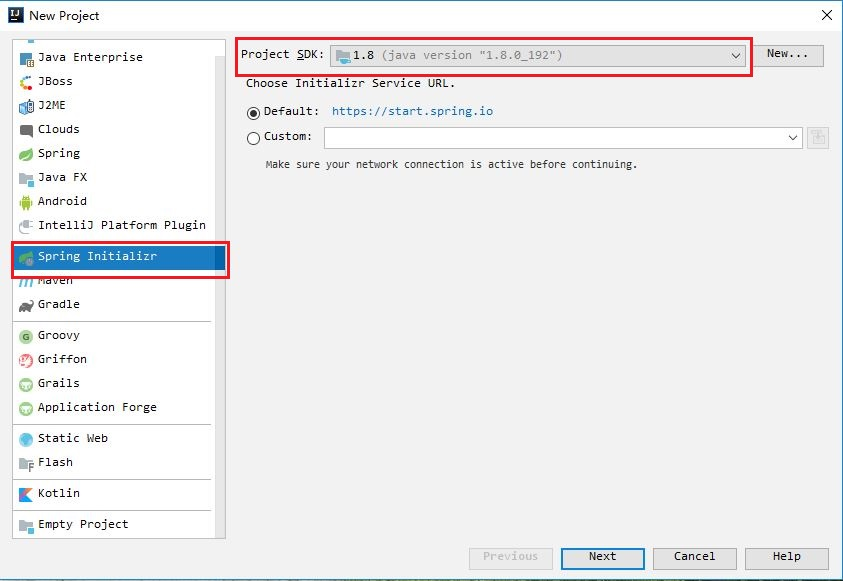 New Project
Java Enterprise
JBoss
J2ME
Clouds
Spring
Java FX
Android
IntelliJ Platform Plugin
Spring Initializr
Maven
Gradle
Groovy
Griffon
Grails
Application Forge
Static Web
Flash
Kotlin
Empty Project
Project SDK: 1.8 (java version "1.8.0_192") New...
Choose Initializr Service URL.
Default: https://start.spring.io
Custom:
Make sure your network connection is active before continuing.
Previous Next Cancel Help